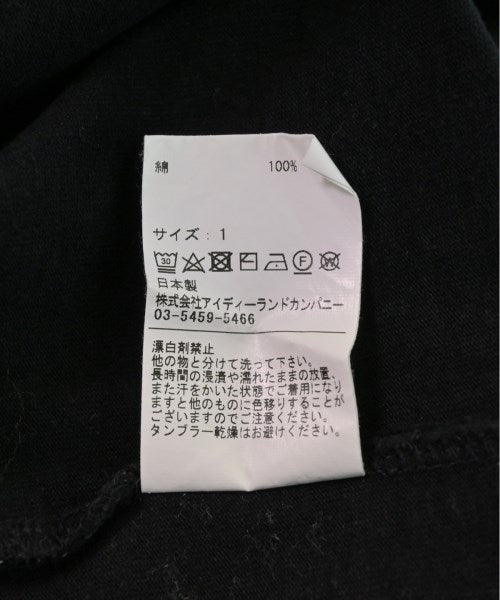 綿 100%
サイズ: 1
30 F W
日本製
株式会社アイディーランドカンパニー
03-5459-5466
漂白剤禁止
他の物と分けて洗って下さい。
長時間の浸漬や濡れたままの放置、
また汗をかいた状態でご着用になり
ますと他のものに色移りすることが
ございますのでご注意ください。
タンブラー乾燥はお避けください。